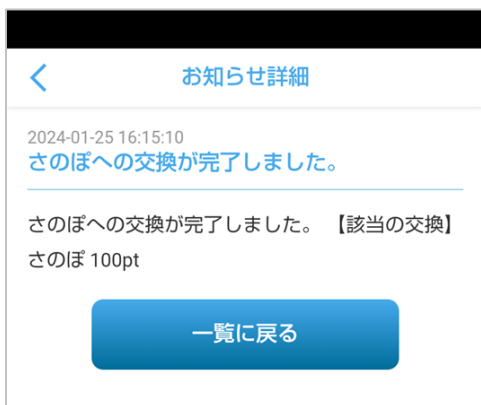 お知らせ詳細
2024-01-25 16:15:10
さのぽへの交換が完了しました。
さのぽへの交換が完了しました。 【該当の交換】
さのぽ 100pt
一覧に戻る